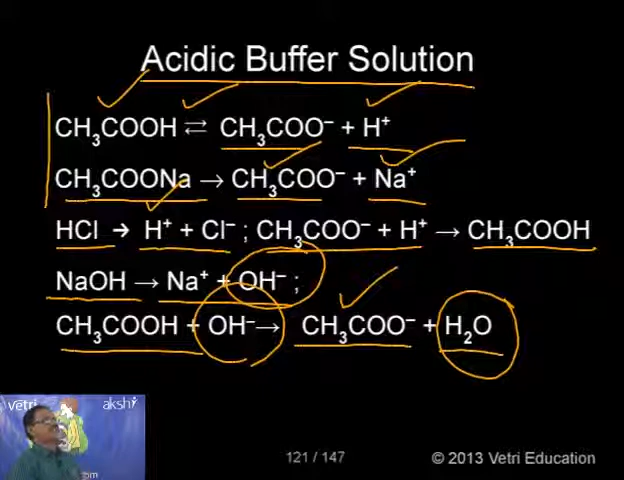 Acidic Buffer Solution
CH₃COOH ⇄ CH₃COO⁻ + H⁺
CH₃COONa → CH₃COO⁻ + Na⁺
HCl → H⁺ + Cl⁻ ; CH₃COO⁻ + H⁺ → CH₃COOH
NaOH → Na⁺ + OH⁻ ;
CH₃COOH + OH⁻ → CH₃COO⁻ + H₂O
vetri akshi
om
121 / 147 © 2013 Vetri Education